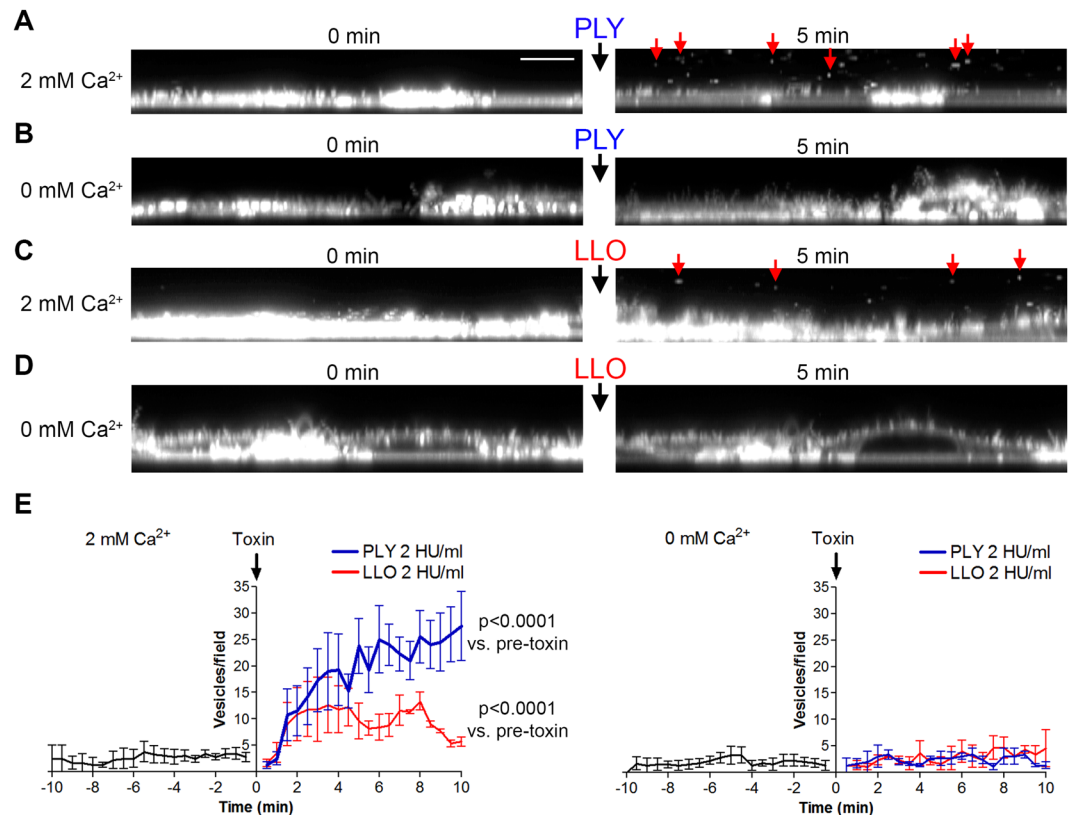 A
0 min
PLY
5 min
2 mM Ca²⁺
B
0 min
PLY
5 min
0 mM Ca²⁺
C
0 min
LLO
5 min
2 mM Ca²⁺
D
0 min
LLO
5 min
0 mM Ca²⁺
E
2 mM Ca²⁺
Toxin
PLY 2 HU/ml
LLO 2 HU/ml
Vesicles/field
35
30
25
20
15
10
5
p<0.0001
vs. pre-toxin
p<0.0001
vs. pre-toxin
-10 -8 -6 -4 -2 0 2 4 6 8 10
Time (min)
0 mM Ca²⁺
Toxin
PLY 2 HU/ml
LLO 2 HU/ml
Vesicles/field
35
30
25
20
15
10
5
-10 -8 -6 -4 -2 0 2 4 6 8 10
Time (min)